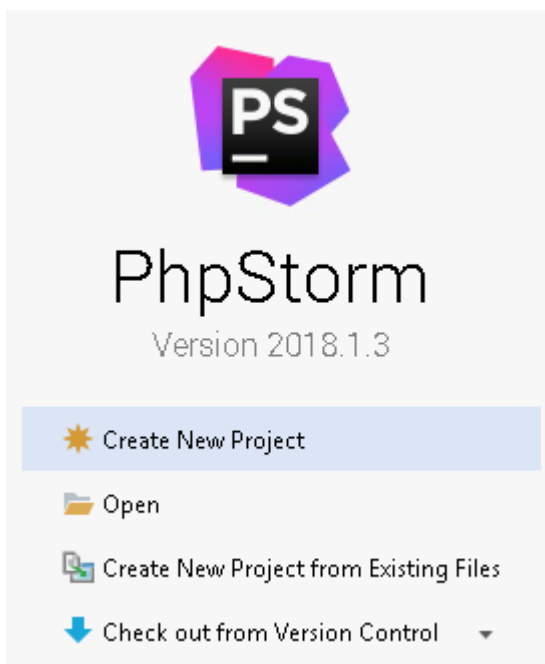 PS
PhpStorm
Version 2018.1.3
Create New Project
Open
Create New Project from Existing Files
Check out from Version Control